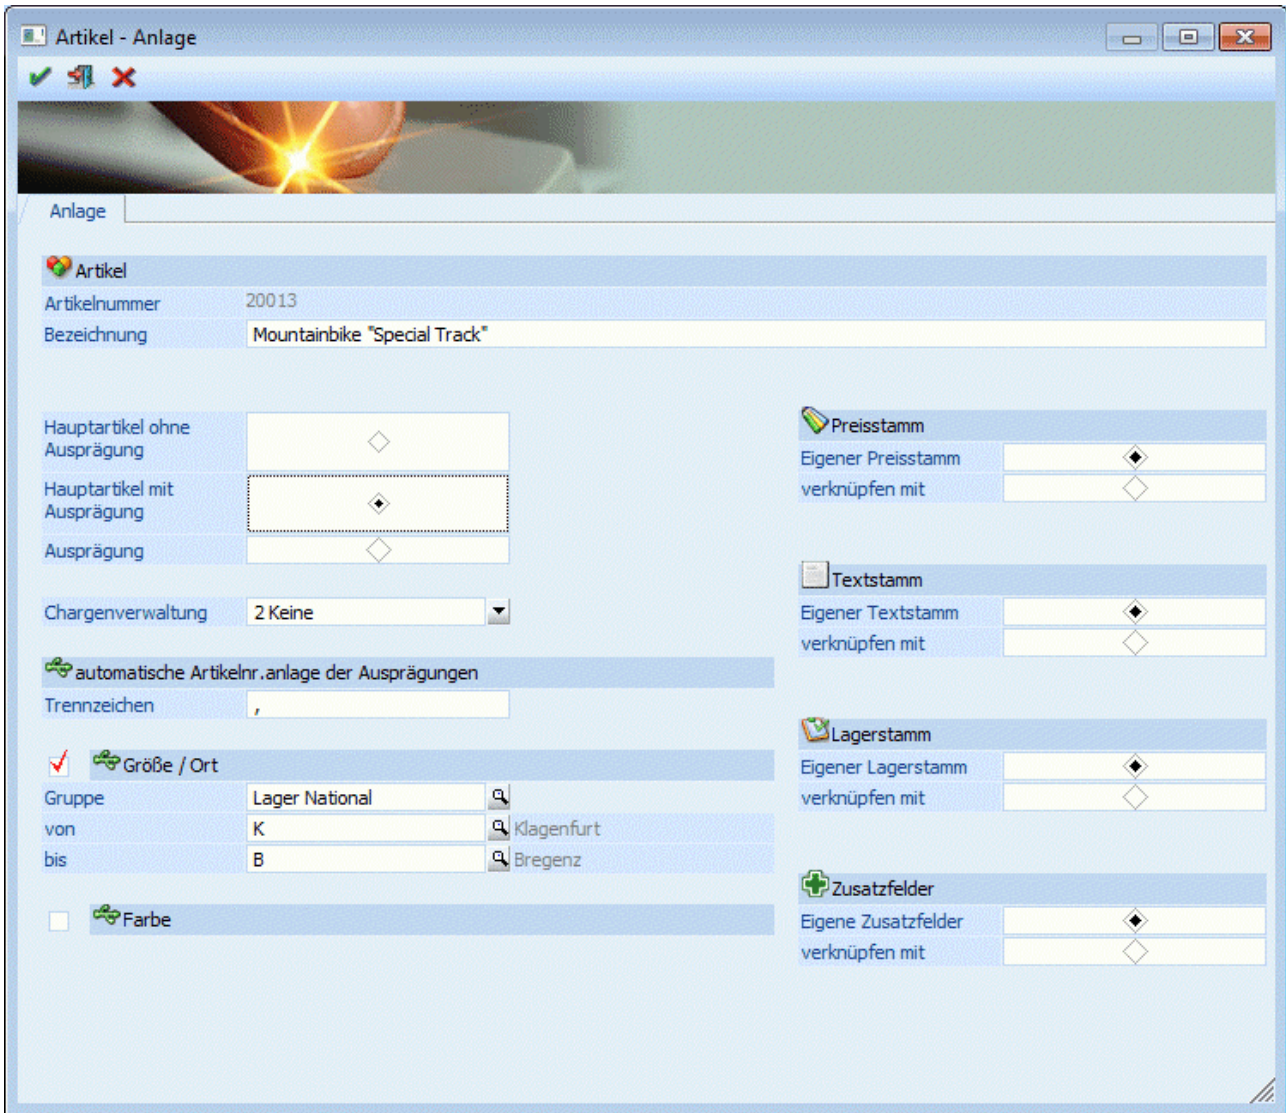 Artikel - Anlage
Anlage
Artikel
Artikelnummer 20013
Bezeichnung Mountainbike "Special Track"
Hauptartikel ohne
Ausprägung
Hauptartikel mit
Ausprägung
Ausprägung
Chargenverwaltung 2 Keine
automatische Artikelnr.anlage der Ausprägungen
Trennzeichen ,
Größe / Ort
Gruppe Lager National
von K Klagenfurt
bis B Bregenz
Farbe
Preisstamm
Eigener Preisstamm
verknüpfen mit
Textstamm
Eigener Textstamm
verknüpfen mit
Lagerstamm
Eigener Lagerstamm
verknüpfen mit
Zusatzfelder
Eigene Zusatzfelder
verknüpfen mit